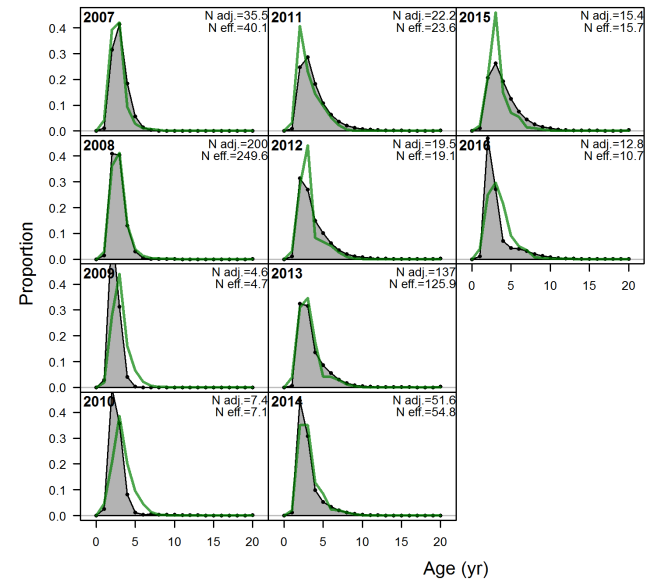 2007 N adj.=35.5
N eff.=40.1
2011 N adj.=22.2
N eff.=23.6
2015 N adj.=15.4
N eff.=15.7
0.4
0.3
0.2
0.1
0.0
2008 N adj.=200
N eff.=249.6
2012 N adj.=19.5
N eff.=19.1
2016 N adj.=12.8
N eff.=10.7
0.4
0.3
0.2
0.1
0.0
0 5 10 15 20
2009 N adj.=4.6
N eff.=4.7
2013 N adj.=137
N eff.=125.9
0.4
0.3
0.2
0.1
0.0
2010 N adj.=7.4
N eff.=7.1
2014 N adj.=51.6
N eff.=54.8
0.4
0.3
0.2
0.1
0.0
0 5 10 15 20
0 5 10 15 20
Proportion
Age (yr)